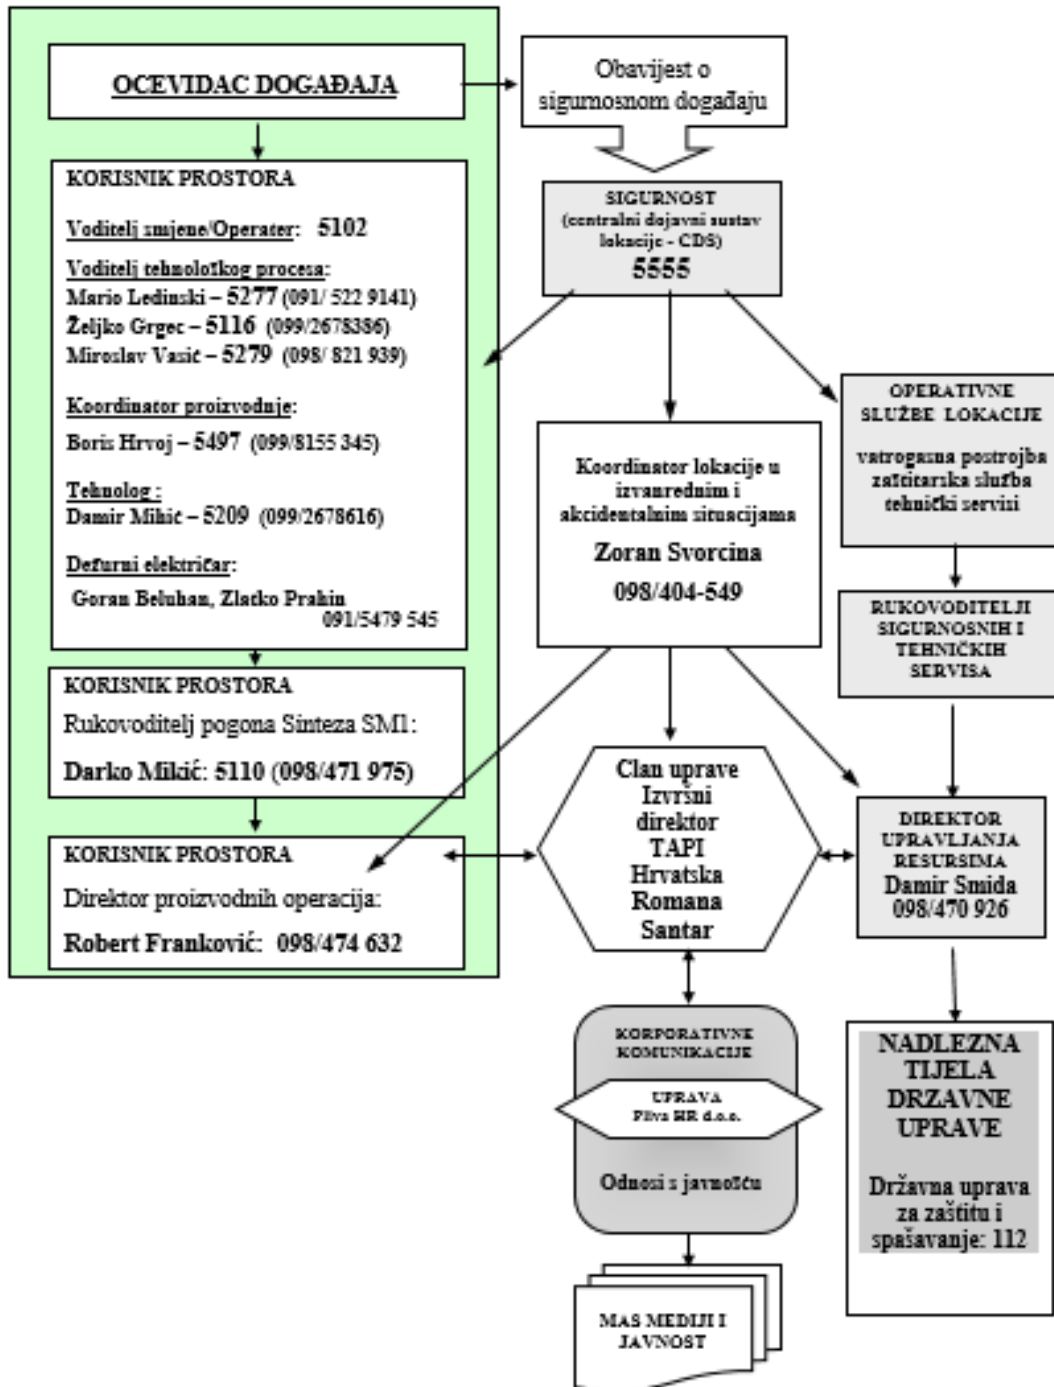 OCEVIDAC DOGAĐAJA
Obavijest o
sigurnosnom događaju
KORISNIK PROSTORA
Voditelj smjene/Operater: 5102
Voditelj tehnološkog procesa:
Mario Ledinski – 5277 (091/ 522 9141)
Željko Grgec – 5116 (099/2678386)
Miroslav Vasić – 5279 (098/ 821 939)
Koordinator proizvodnje:
Boris Hrvoj – 5497 (099/8155 345)
Tehnolog :
Damir Mihić – 5209 (099/2678616)
Dežurni električar:
Goran Beluhan, Zlatko Prahin
091/5479 545
KORISNIK PROSTORA
Rukovoditelj pogona Sinteza SM1:
Darko Mikić: 5110 (098/471 975)
KORISNIK PROSTORA
Direktor proizvodnih operacija:
Robert Franković: 098/474 632
SIGURNOST
(centralni dojavni sustav
lokacije - CDS)
5555
Koordinator lokacije u
izvanrednim i
akcidentalnim situacijama
Zoran Svorcina
098/404-549
OPERATIVNE
SLUŽBE LOKACIJE
vatrogasna postrojba
zaštitarska služba
tehnički servisi
RUKOVODITELJI
SIGURNOSNIH I
TEHNIČKIH
SERVISA
Clan uprave
Izvršni
direktor
TAPI
Hrvatska
Romana
Santar
DIREKTOR
UPRAVLJANJA
RESURSIMA
Damir Smida
098/470 926
KORPORATIVNE
KOMUNIKACIJE
UPRAVA
Pliva HR d.o.o.
Odnosi s javnošću
NADLEZNA
TIJELA
DRZAVNE
UPRAVE
Državna uprava
za zaštitu i
spašavanje: 112
MAS MEDIJI I
JAVNOST